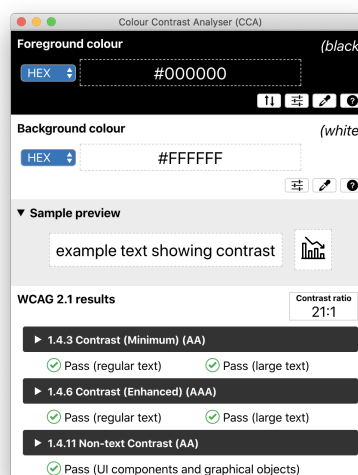 Colour Contrast Analyser (CCA)
Foreground colour (black
HEX #000000
Background colour (white
HEX #FFFFFF
▼ Sample preview
example text showing contrast
WCAG 2.1 results Contrast ratio
21:1
▶ 1.4.3 Contrast (Minimum) (AA)
Pass (regular text) Pass (large text)
▶ 1.4.6 Contrast (Enhanced) (AAA)
Pass (regular text) Pass (large text)
▶ 1.4.11 Non-text Contrast (AA)
Pass (UI components and graphical objects)